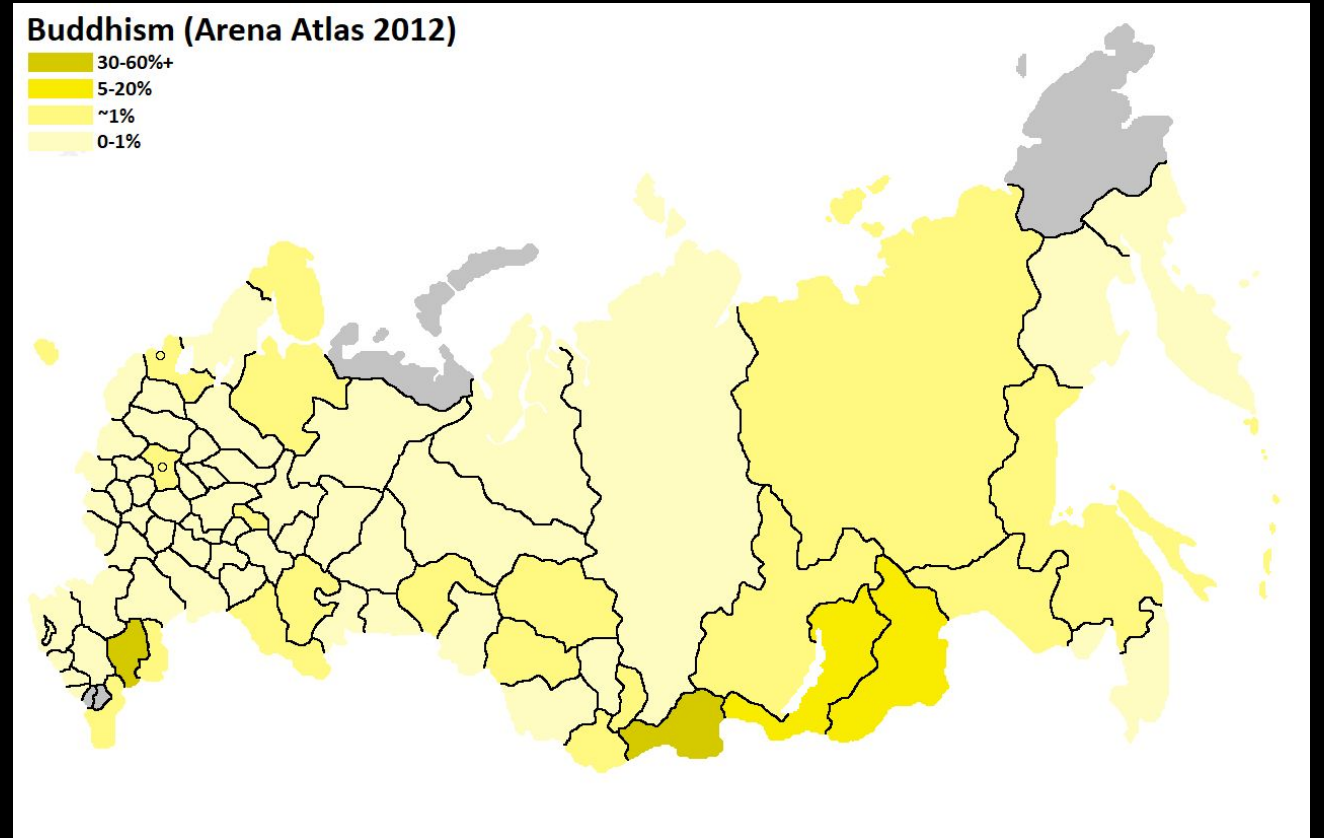 Buddhism (Arena Atlas 2012)
30-60%+
5-20%
~1%
0-1%